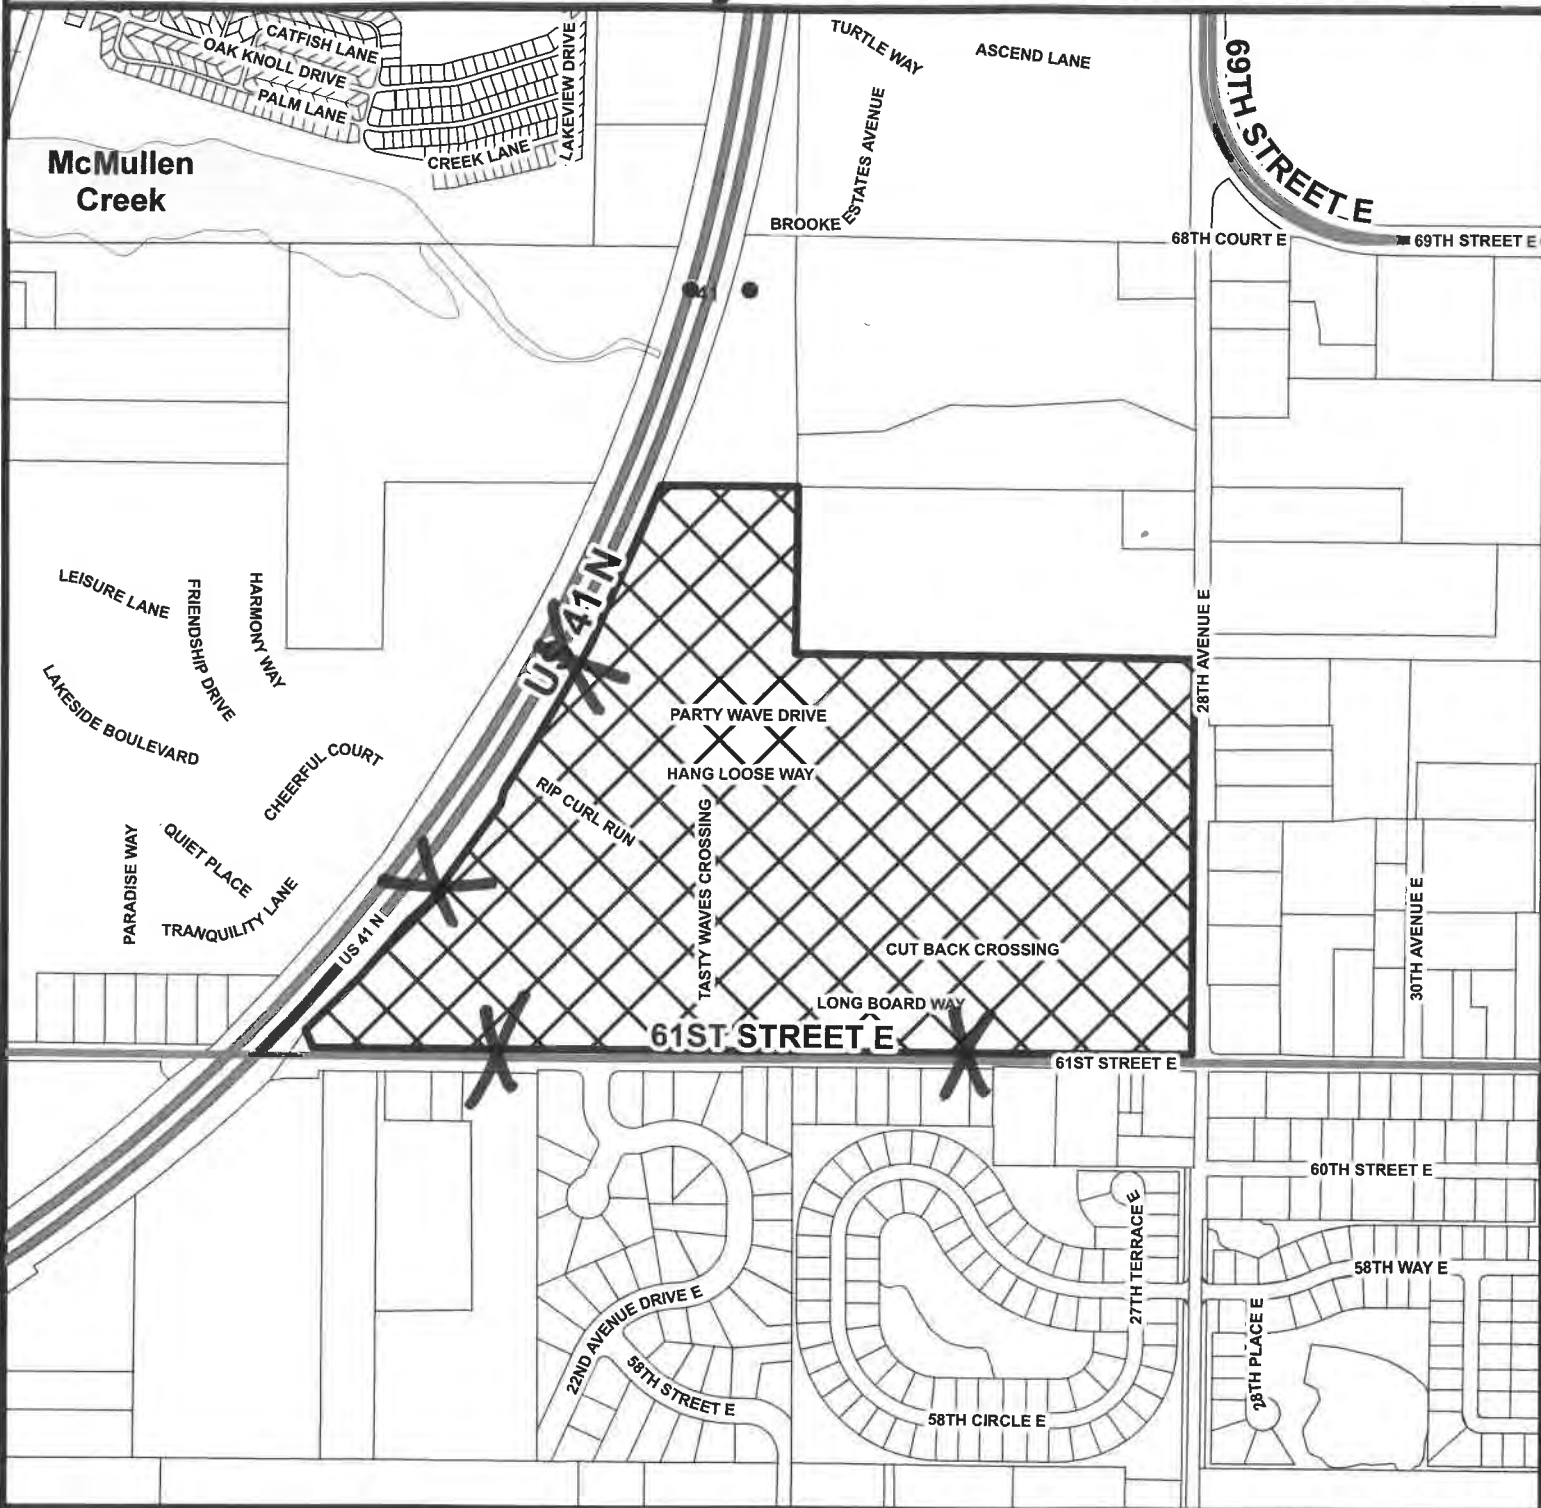 CATFISH LANE
OAK KNOLL DRIVE
PALM LANE
CREEK LANE
LAKEVIEW DRIVE
TURTLE WAY
ASCEND LANE
69TH STREET E
McMullen
Creek
BROOKE ESTATES AVENUE
68TH COURT E
69TH STREET E
41
US 41 N
LEISURE LANE
FRIENDSHIP DRIVE
HARMONY WAY
28TH AVENUE E
LAKESIDE BOULEVARD
CHEERFUL COURT
PARTY WAVE DRIVE
HANG LOOSE WAY
RIP CURL RUN
TASTY WAVES CROSSING
PARADISE WAY
QUIET PLACE
TRANQUILITY LANE
US 41 N
CUT BACK CROSSING
30TH AVENUE E
LONG BOARD WAY
61ST STREET E
61ST STREET E
60TH STREET E
27TH TERRACE E
58TH WAY E
22ND AVENUE DRIVE E
28TH PLACE E
58TH STREET E
58TH CIRCLE E